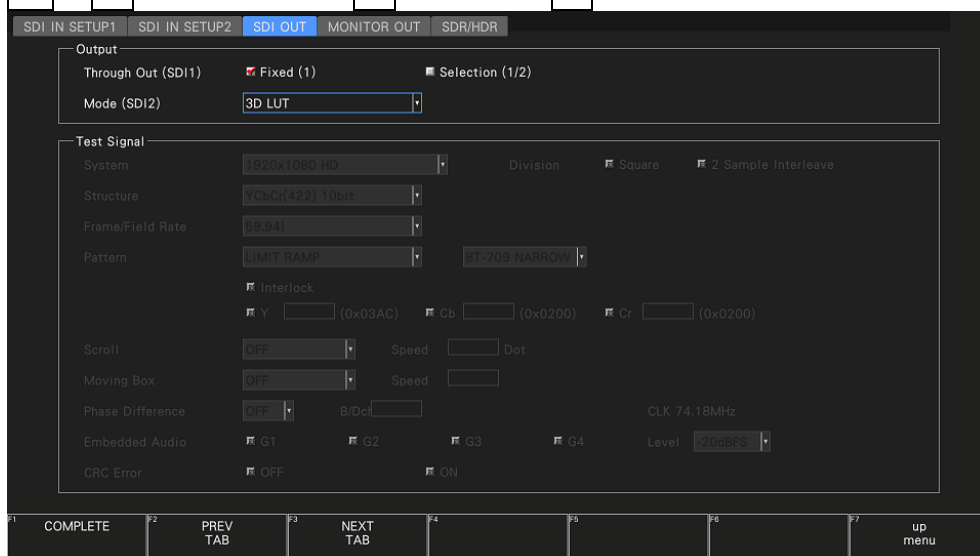 SDI IN SETUP1 SDI IN SETUP2 SDI OUT MONITOR OUT SDR/HDR
Output
Through Out (SDI1) Fixed (1) Selection (1/2)
Mode (SDI2) 3D LUT
Test Signal
System 1920x1080 HD Division Square 2 Sample Interleave
Structure YCbCr(422) 10bit
Frame/Field Rate 59.94I
Pattern LIMIT RAMP BT-709 NARROW
Interlock
Y (0x03AC) Cb (0x0200) Cr (0x0200)
Scroll OFF Speed Dot
Moving Box OFF Speed
Phase Difference OFF B/Dcl CLK 74.18MHz
Embedded Audio G1 G2 G3 G4 Level -20dBFS
CRC Error OFF ON
F1 COMPLETE F2 PREV TAB F3 NEXT TAB F4 F5 F6 F7 up menu